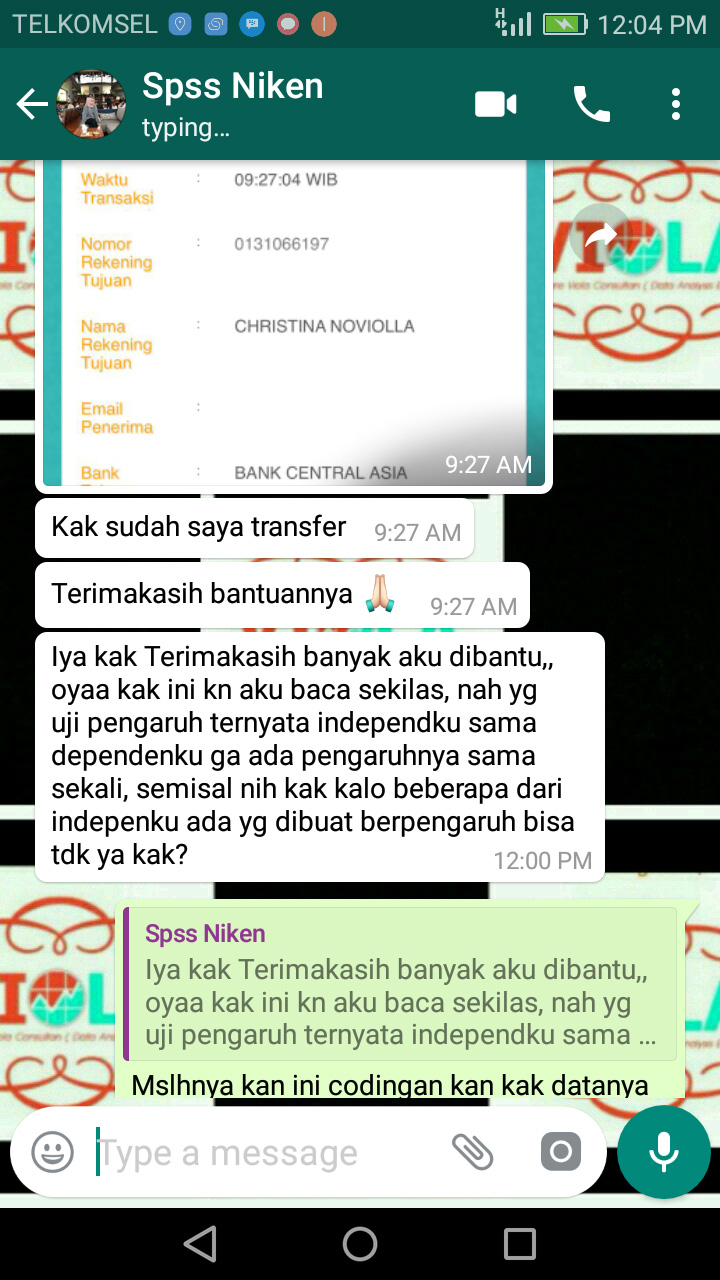 TELKOMSEL
H
4
12:04 PM
Spss Niken
typing...
Waktu : 09:27:04 WIB
Transaksi
Nomor : 0131066197
Rekening
Tujuan
Nama : CHRISTINA NOVIOLLA
Rekening
Tujuan
Email :
Penerima
Bank : BANK CENTRAL ASIA
9:27 AM
Kak sudah saya transfer 9:27 AM
Terimakasih bantuannya 🙏🏻 9:27 AM
Iya kak Terimakasih banyak aku dibantu,,
oyaa kak ini kn aku baca sekilas, nah yg
uji pengaruh ternyata independku sama
dependenku ga ada pengaruhnya sama
sekali, semisal nih kak kalo beberapa dari
indepenku ada yg dibuat berpengaruh bisa
tdk ya kak? 12:00 PM
Spss Niken
Iya kak Terimakasih banyak aku dibantu,,
oyaa kak ini kn aku baca sekilas, nah yg
uji pengaruh ternyata independku sama ...
Mslhnya kan ini codingan kan kak datanya
Type a message